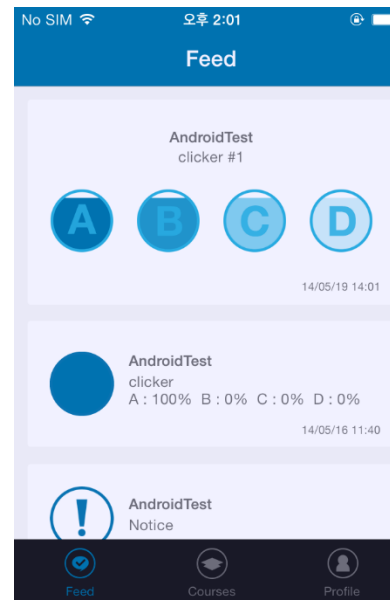 No SIM 오후 2:01
Feed
AndroidTest
clicker #1
A B C D
14/05/19 14:01
AndroidTest
clicker
A : 100% B : 0% C : 0% D : 0%
14/05/16 11:40
!
AndroidTest
Notice
Feed Courses Profile